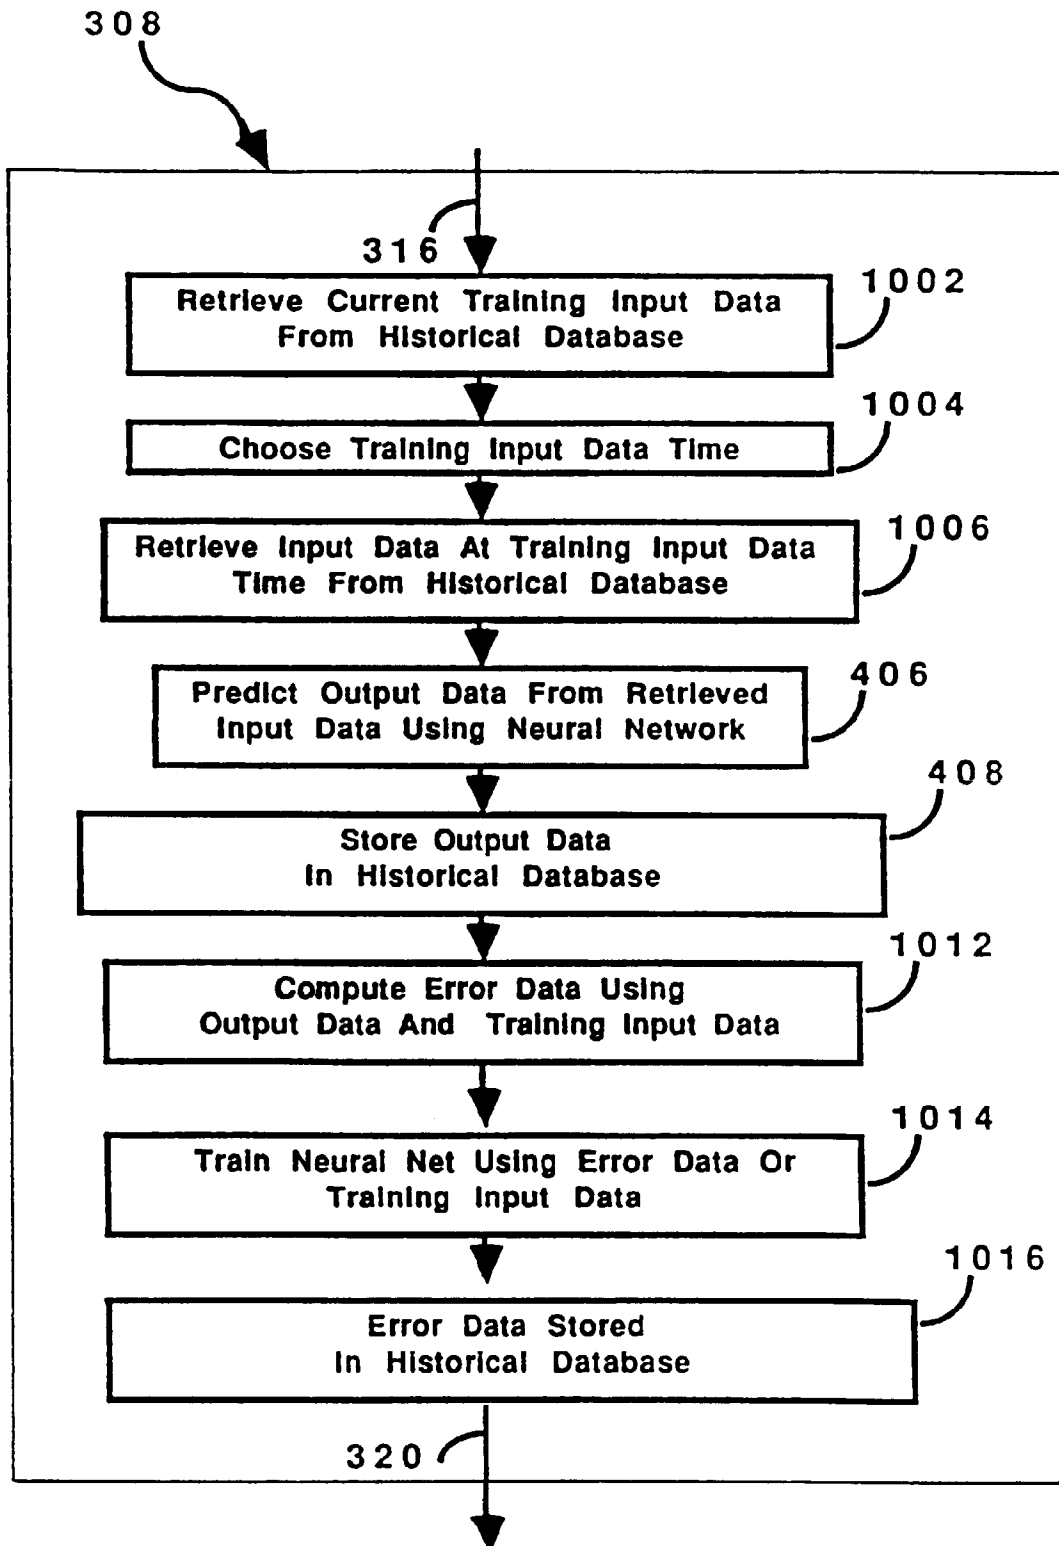 308
316
1002
Retrieve Current Training Input Data
From Historical Database
1004
Choose Training Input Data Time
1006
Retrieve Input Data At Training Input Data
Time From Historical Database
406
Predict Output Data From Retrieved
Input Data Using Neural Network
408
Store Output Data
In Historical Database
1012
Compute Error Data Using
Output Data And Training Input Data
1014
Train Neural Net Using Error Data Or
Training Input Data
1016
Error Data Stored
In Historical Database
320